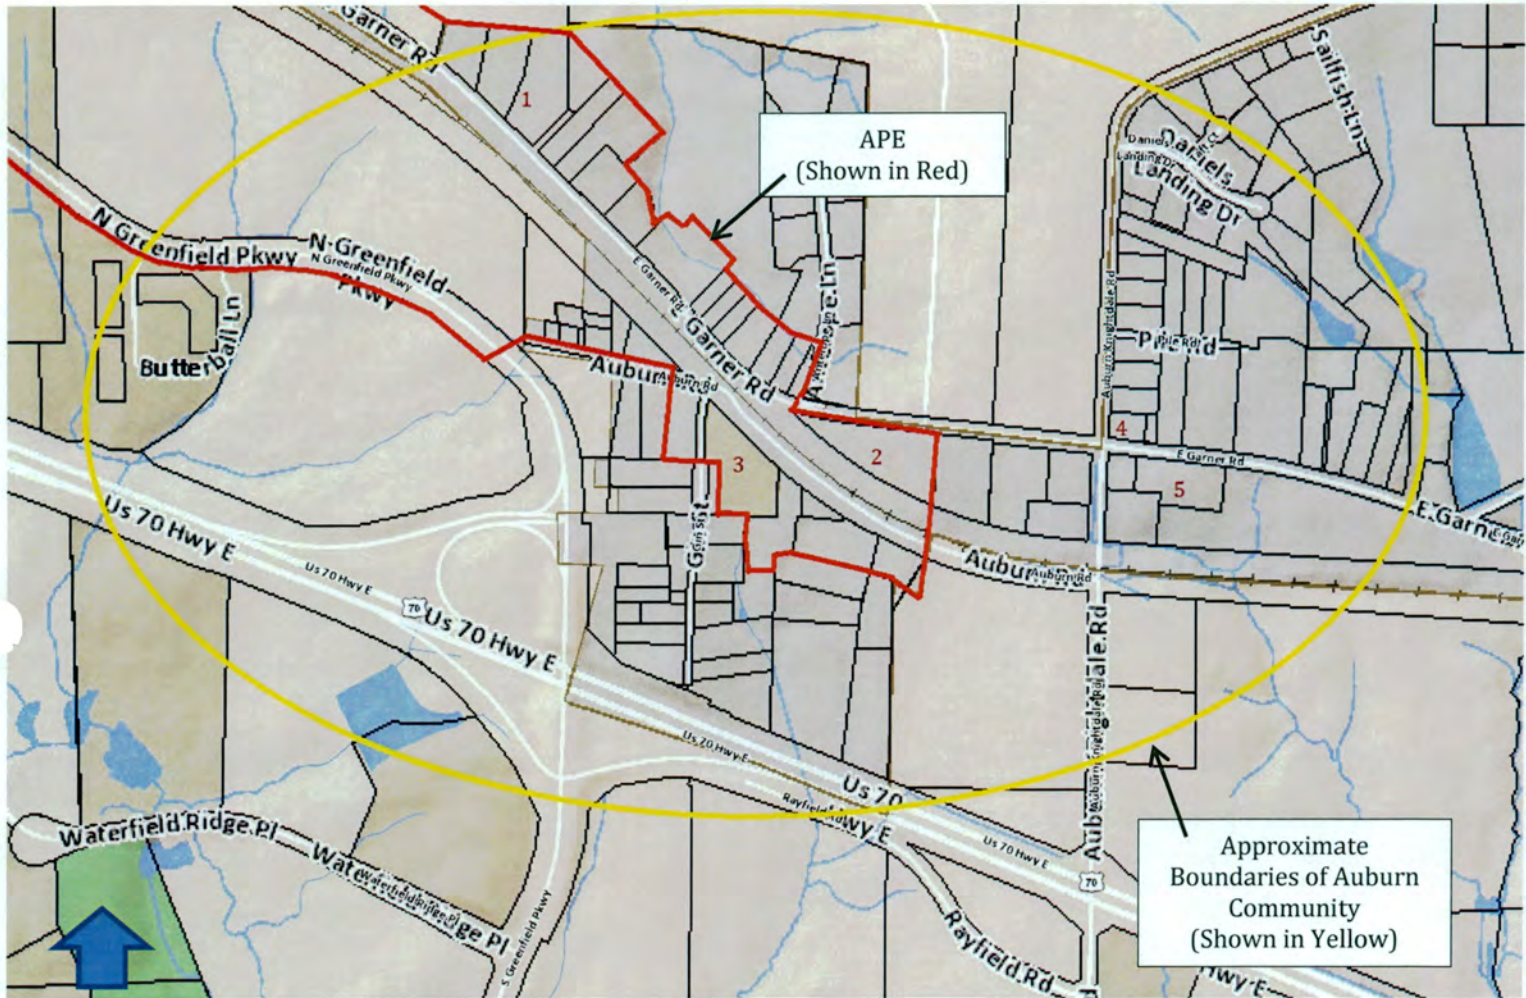 Garner Rd
1
Sailfish Ln
APE
(Shown in Red)
Daniels
Landing Dr
Daniels
Landing Dr
N Greenfield Pkwy
N Greenfield
N Greenfield Pkwy
Pkwy
E Garner Rd
Auburn Knightdale Rd
Butterball Ln
E Garner Rd
Auburn Rd
Auburn Rd
4
3
2
E Garner Rd
5
E Garner
US 70 Hwy E
Us 70 Hwy E
70
Us 70 Hwy E
Auburn Rd
Auburn Rd
Us 70 Hwy E
Us 70
Hwy E
Rayfield Rd
Us 70 Hwy E
70
Auburn Knightdale Rd
Waterfield Ridge Pl
Waterfield Ridge Pl
Waterfield Ridge Pl
S Greenfield Pkwy
Rayfield Rd
Approximate
Boundaries of Auburn
Community
(Shown in Yellow)
Hwy E